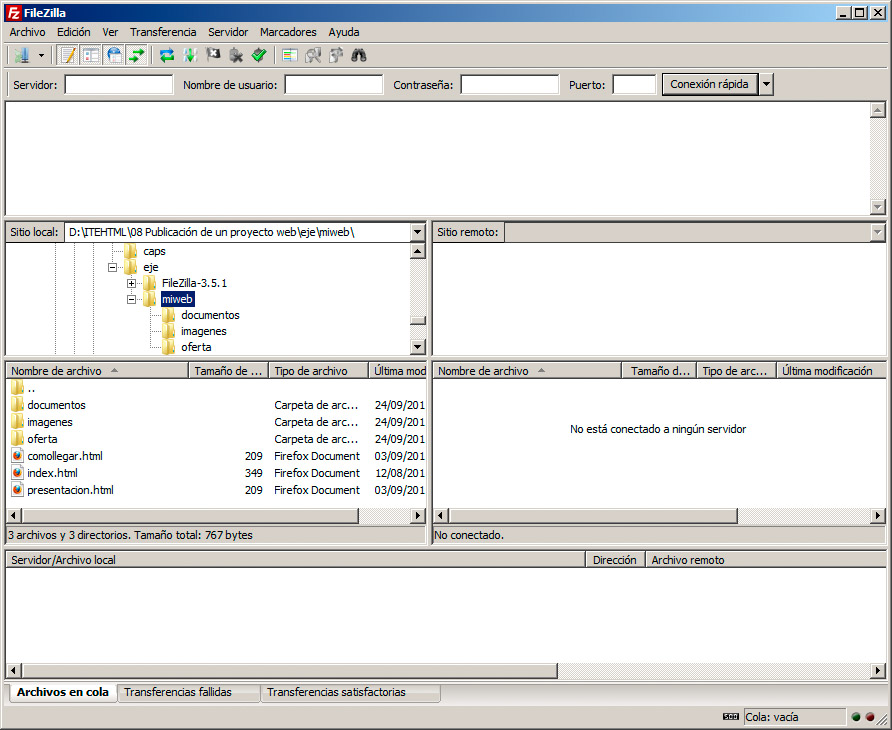 FileZilla
Archivo Edición Ver Transferencia Servidor Marcadores Ayuda
Servidor: Nombre de usuario: Contraseña: Puerto: Conexión rápida
Sitio local: D:\ITEHTML\08 Publicación de un proyecto web\eje\miweb\
caps
eje
FileZilla-3.5.1
miweb
documentos
imagenes
oferta
Nombre de archivo Tamaño de ... Tipo de archivo Última mod
..
documentos Carpeta de arc... 24/09/201
imagenes Carpeta de arc... 24/09/201
oferta Carpeta de arc... 24/09/201
comollegar.html 209 Firefox Document 03/09/201
index.html 349 Firefox Document 12/08/201
presentacion.html 209 Firefox Document 03/09/201
3 archivos y 3 directorios. Tamaño total: 767 bytes
Sitio remoto:
Nombre de archivo Tamaño d... Tipo de arc... Última modificación
No está conectado a ningún servidor
No conectado.
Servidor/Archivo local Dirección Archivo remoto
Archivos en cola Transferencias fallidas Transferencias satisfactorias
Cola: vacía